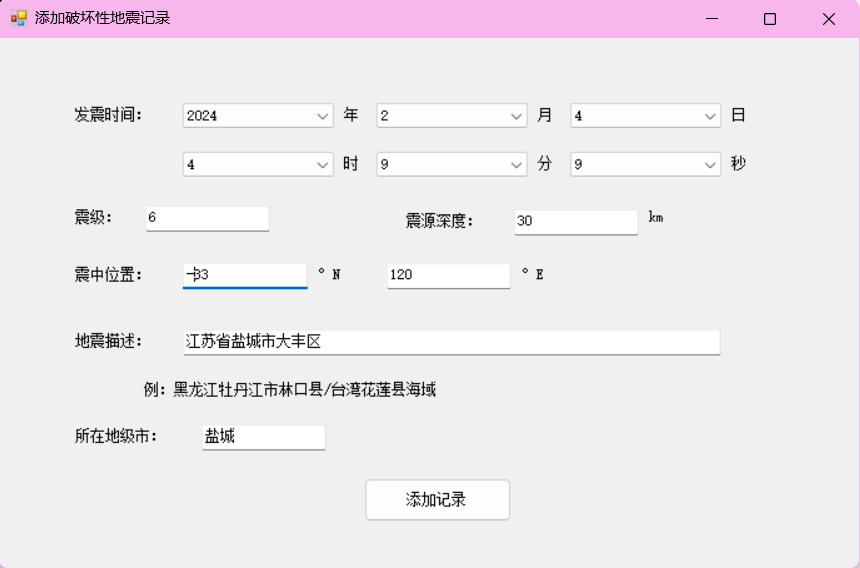 添加破坏性地震记录
发震时间： 2024 年 2 月 4 日
4 时 9 分 9 秒
震级： 6 震源深度： 30 km
震中位置： -33 ° N 120 ° E
地震描述： 江苏省盐城市大丰区
例：黑龙江牡丹江市林口县/台湾花莲县海域
所在地级市： 盐城
添加记录